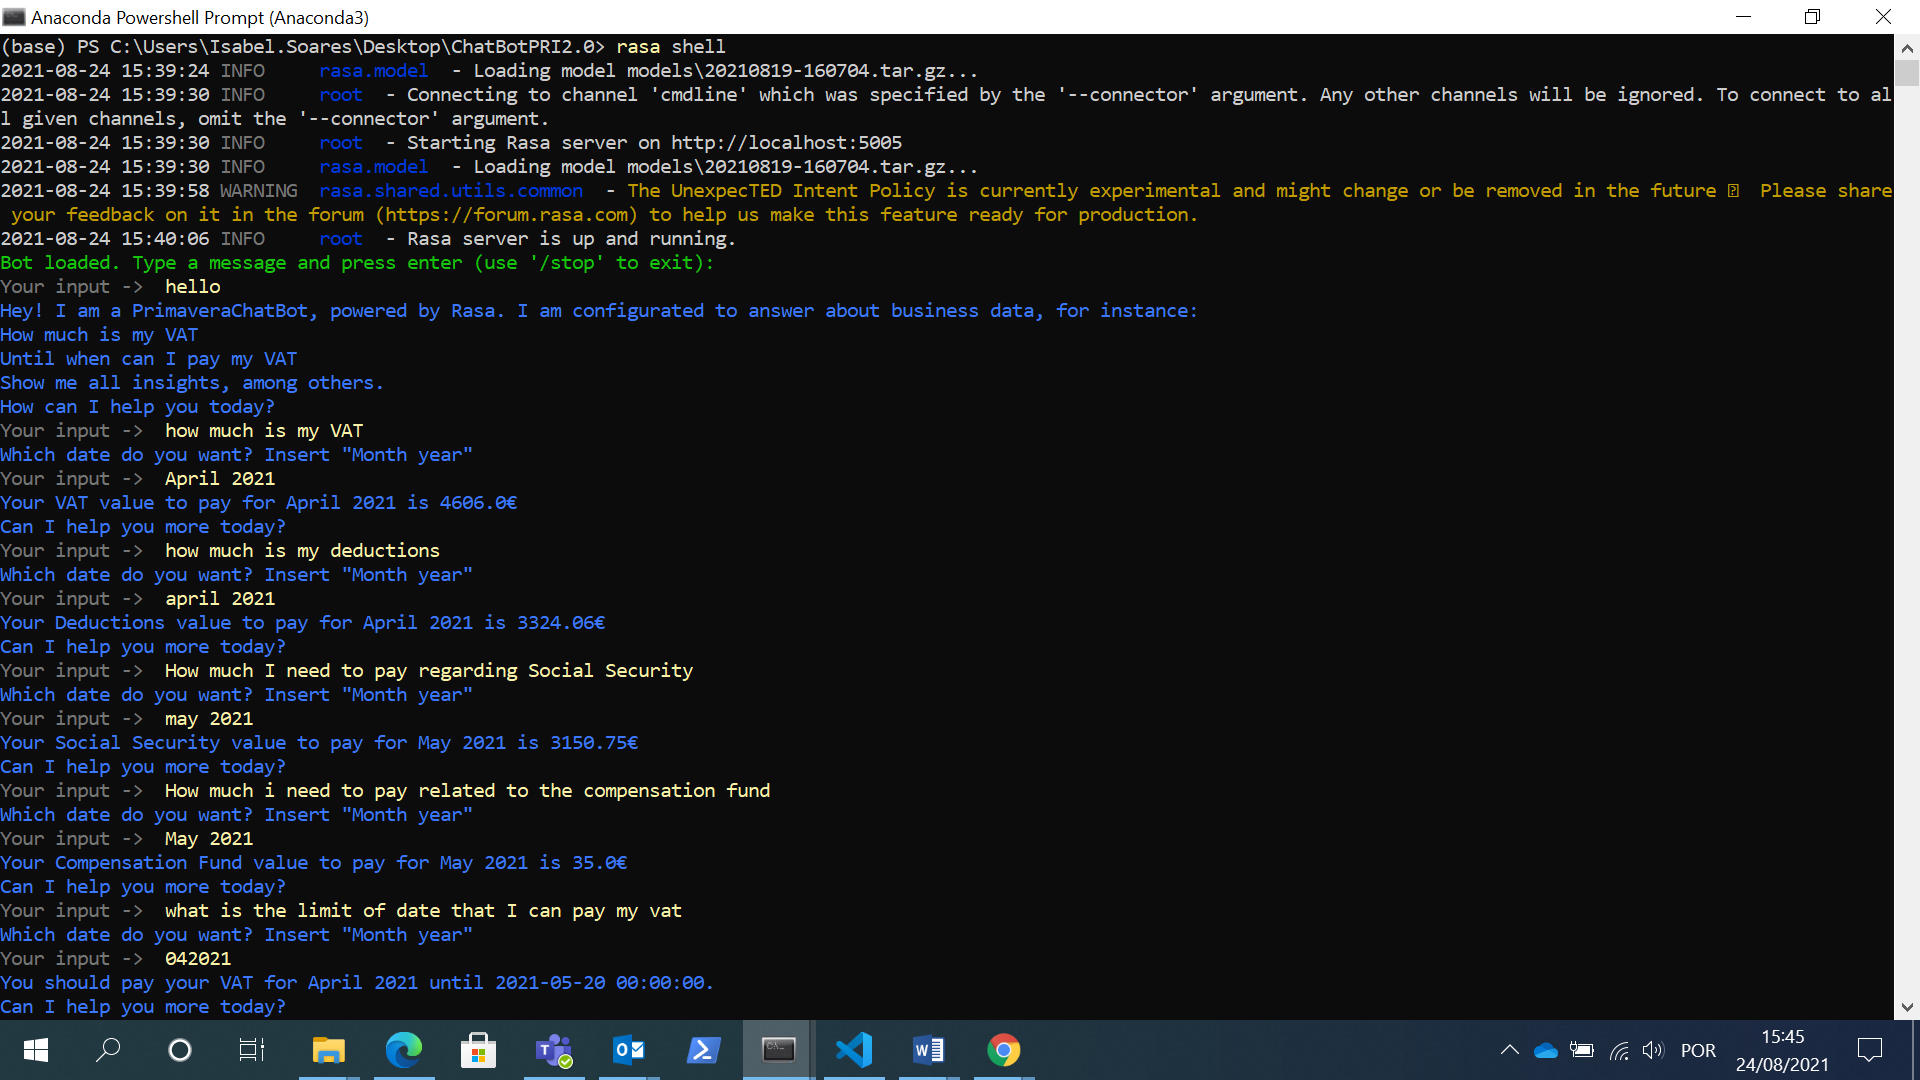 Anaconda Powershell Prompt (Anaconda3)
(base) PS C:\Users\Isabel.Soares\Desktop\ChatBotPRI2.0> rasa shell
2021-08-24 15:39:24 INFO     rasa.model  - Loading model models\20210819-160704.tar.gz...
2021-08-24 15:39:30 INFO     root  - Connecting to channel 'cmdline' which was specified by the '--connector' argument. Any other channels will be ignored. To connect to al
l given channels, omit the '--connector' argument.
2021-08-24 15:39:30 INFO     root  - Starting Rasa server on http://localhost:5005
2021-08-24 15:39:30 INFO     rasa.model  - Loading model models\20210819-160704.tar.gz...
2021-08-24 15:39:58 WARNING  rasa.shared.utils.common  - The UnexpecTED Intent Policy is currently experimental and might change or be removed in the future  Please share
 your feedback on it in the forum (https://forum.rasa.com) to help us make this feature ready for production.
2021-08-24 15:40:06 INFO     root  - Rasa server is up and running.
Bot loaded. Type a message and press enter (use '/stop' to exit):
Your input ->  hello
Hey! I am a PrimaveraChatBot, powered by Rasa. I am configurated to answer about business data, for instance:
How much is my VAT
Until when can I pay my VAT
Show me all insights, among others.
How can I help you today?
Your input ->  how much is my VAT
Which date do you want? Insert "Month year"
Your input ->  April 2021
Your VAT value to pay for April 2021 is 4606.0€
Can I help you more today?
Your input ->  how much is my deductions
Which date do you want? Insert "Month year"
Your input ->  april 2021
Your Deductions value to pay for April 2021 is 3324.06€
Can I help you more today?
Your input ->  How much I need to pay regarding Social Security
Which date do you want? Insert "Month year"
Your input ->  may 2021
Your Social Security value to pay for May 2021 is 3150.75€
Can I help you more today?
Your input ->  How much i need to pay related to the compensation fund
Which date do you want? Insert "Month year"
Your input ->  May 2021
Your Compensation Fund value to pay for May 2021 is 35.0€
Can I help you more today?
Your input ->  what is the limit of date that I can pay my vat
Which date do you want? Insert "Month year"
Your input ->  042021
You should pay your VAT for April 2021 until 2021-05-20 00:00:00.
Can I help you more today?
POR
15:45
24/08/2021